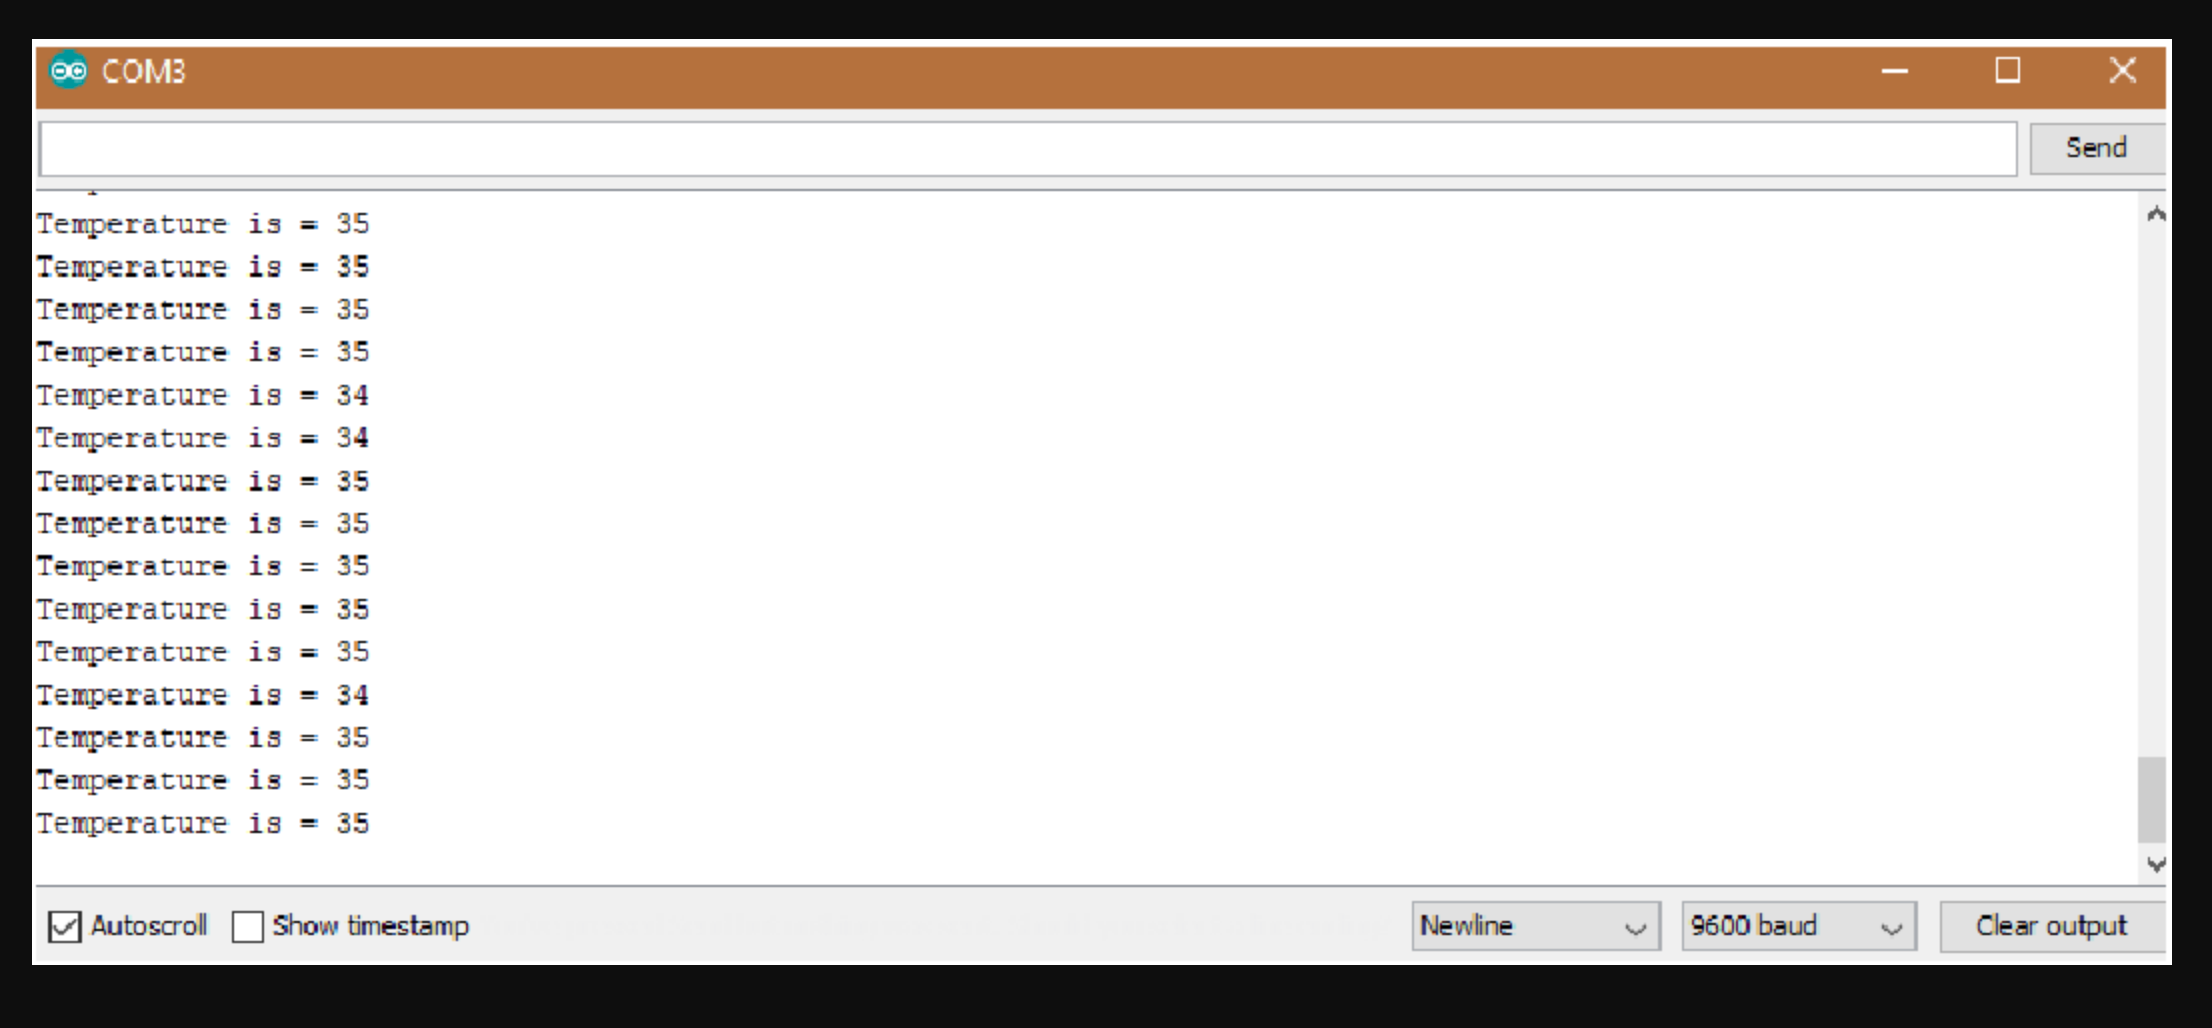 COM3
Send
Temperature is = 35
Temperature is = 35
Temperature is = 35
Temperature is = 35
Temperature is = 34
Temperature is = 34
Temperature is = 35
Temperature is = 35
Temperature is = 35
Temperature is = 35
Temperature is = 35
Temperature is = 34
Temperature is = 35
Temperature is = 35
Temperature is = 35
Autoscroll Show timestamp Newline 9600 baud Clear output